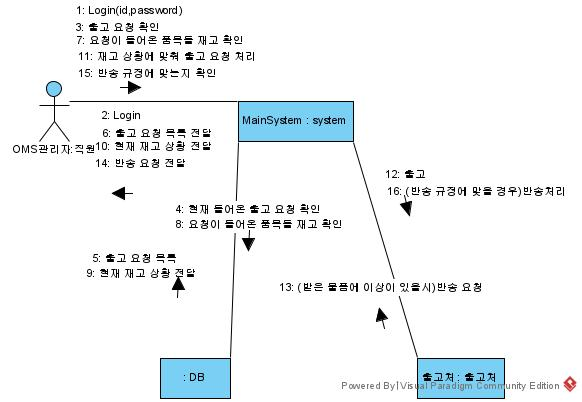 1: Login(id,password)
3: 출고 요청 확인
7: 요청이 들어온 품목들 재고 확인
11: 재고 상황에 맞춰 출고 요청 처리
15: 반송 규정에 맞는지 확인
2: Login
MainSystem : system
6: 출고 요청 목록 전달
OMS관리자:직원
10: 현재 재고 상황 전달
14: 반송 요청 전달
12: 출고
16: (반송 규정에 맞을 경우)반송처리
4: 현재 들어온 출고 요청 확인
8: 요청이 들어온 품목들 재고 확인
5: 출고 요청 목록
9: 현재 재고 상황 전달
13: (받은 물품에 이상이 있을시)반송 요청
: DB
출고처 : 출고처
Powered By Visual Paradigm Community Edition